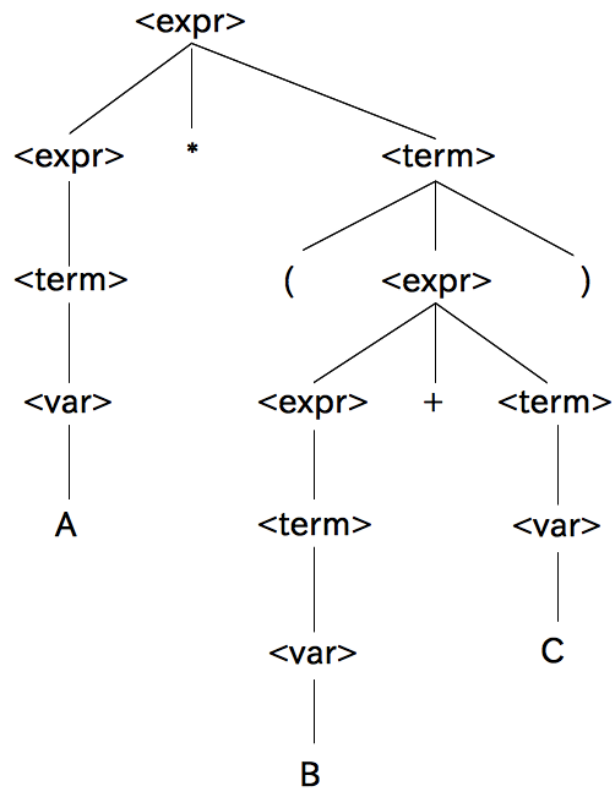 <expr>
<expr> * <term>
<term> ( <expr> )
<var> <expr> + <term>
A <term> <var>
<var> C
B